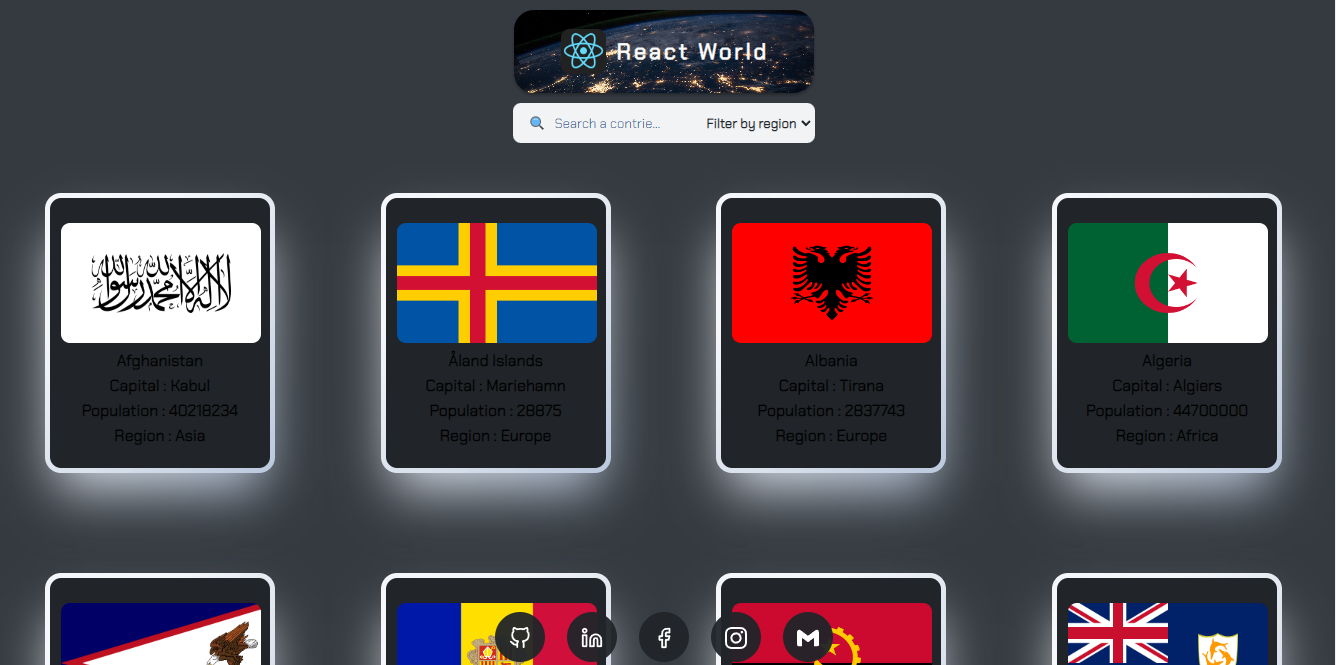 React World
Search a contrie...
Filter by region
لا إله إلا الله محمد رسول الله
Afghanistan
Capital : Kabul
Population : 40218234
Region : Asia
Åland Islands
Capital : Mariehamn
Population : 28875
Region : Europe
Albania
Capital : Tirana
Population : 2837743
Region : Europe
Algeria
Capital : Algiers
Population : 44700000
Region : Africa